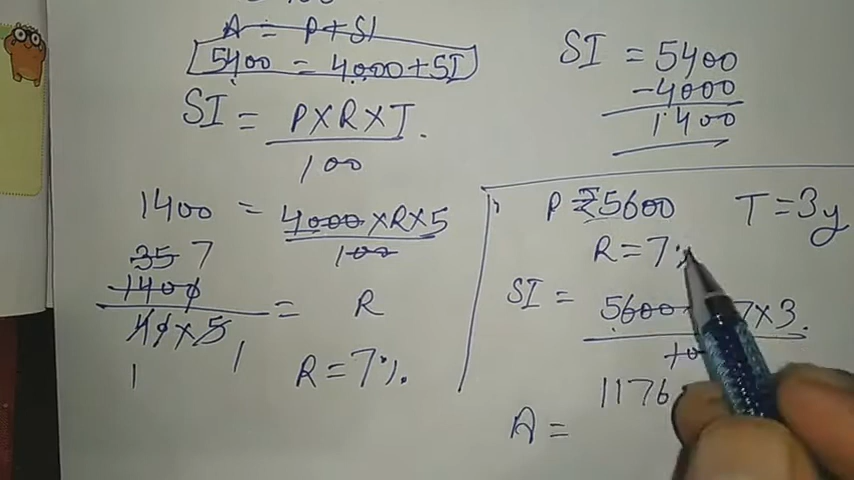 A = P + SI
5400 = 4000 + SI
SI = P × R × T
100
1400 = 4000 × R × 5
100
35 7
1400
40 × 5 = R
1 1
R = 7%.
SI = 5400
- 4000
1400
P = ₹5600 T = 3y
R = 7%
SI = 5600 7 × 3
100
1176
A =